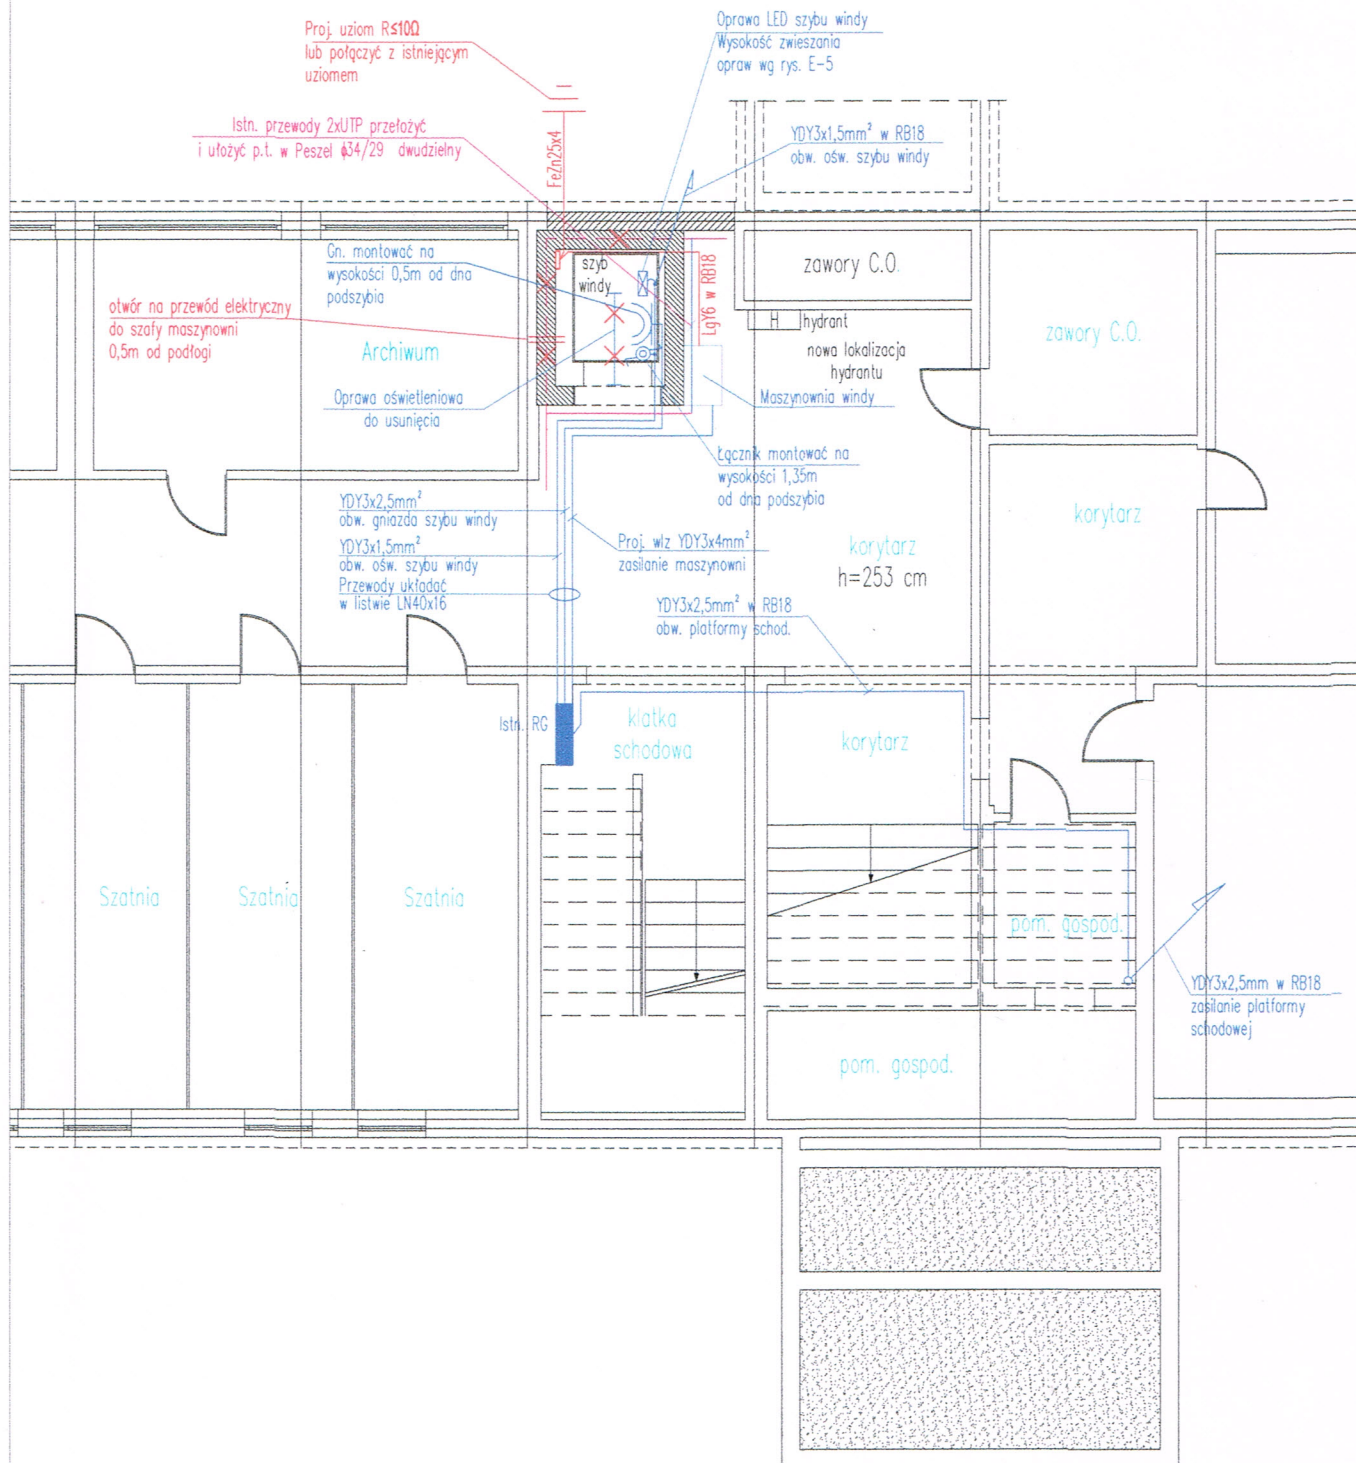 Proj. uziom R≤10Ω
lub połączyć z istniejącym
uziomem
Oprawa LED szybu windy
Wysokość zwieszania
opraw wg rys. E-5
Istn. przewody 2xUTP przełożyć
i ułożyć p.t. w Peszel ϕ34/29 dwudzielny
FeZn25x4
YDY3x1,5mm² w RB18
obw. ośw. szybu windy
Gn. montować na
wysokości 0,5m od dna
podszybia
szyb
windy
LgY6 w RB18
zawory C.O.
otwór na przewód elektryczny
do szafy maszynowni
0,5m od podłogi
Archiwum
H hydrant
nowa lokalizacja
hydrantu
zawory C.O.
Oprawa oświetleniowa
do usunięcia
Maszynownia windy
Łącznik montować na
wysokości 1,35m
od dna podszybia
YDY3x2,5mm²
obw. gniazda szybu windy
YDY3x1,5mm²
obw. ośw. szybu windy
Przewody układać
w listwie LN40x16
Proj. wlz YDY3x4mm²
zasilanie maszynowni
korytarz
h=253 cm
korytarz
YDY3x2,5mm² w RB18
obw. platformy schod.
Istn. RG
klatka
schodowa
korytarz
Szatnia
Szatnia
Szatnia
pom. gospod.
YDY3x2,5mm w RB18
zasilanie platformy
schodowej
pom. gospod.